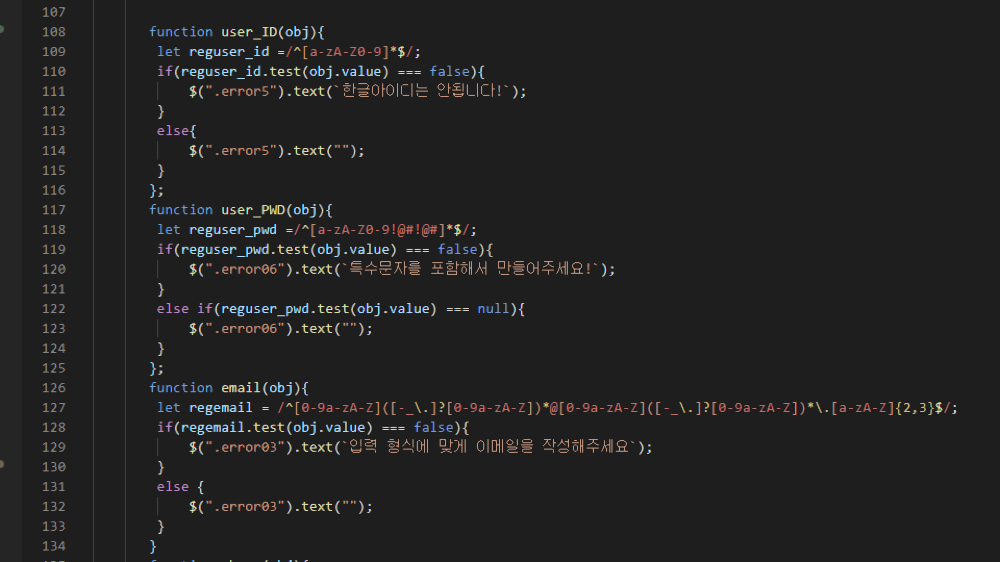 107
108 function user_ID(obj){
109 let reguser_id =/^[a-zA-Z0-9]*$/;
110 if(reguser_id.test(obj.value) === false){
111 $(".error5").text(`한글아이디는 안됩니다!`);
112 }
113 else{
114 $(".error5").text("");
115 }
116 };
117 function user_PWD(obj){
118 let reguser_pwd =/^[a-zA-Z0-9!@#!@#]*$/;
119 if(reguser_pwd.test(obj.value) === false){
120 $(".error06").text(`특수문자를 포함해서 만들어주세요!`);
121 }
122 else if(reguser_pwd.test(obj.value) === null){
123 $(".error06").text("");
124 }
125 };
126 function email(obj){
127 let regemail = /^[0-9a-zA-Z]([-_\.]?[0-9a-zA-Z])*@[0-9a-zA-Z]([-_\.]?[0-9a-zA-Z])*\.[a-zA-Z]{2,3}$/;
128 if(regemail.test(obj.value) === false){
129 $(".error03").text(`입력 형식에 맞게 이메일을 작성해주세요`);
130 }
131 else {
132 $(".error03").text("");
133 }
134 }